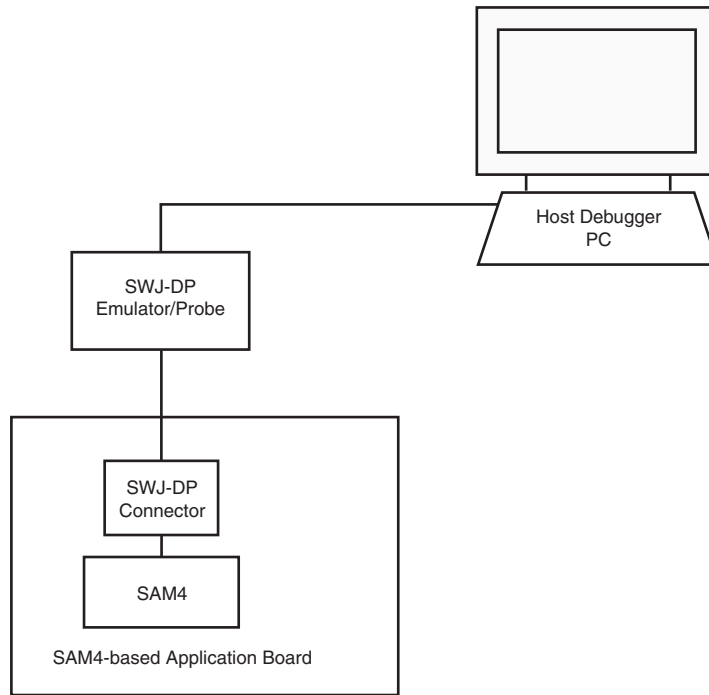 Host Debugger
PC
SWJ-DP
Emulator/Probe
SWJ-DP
Connector
SAM4
SAM4-based Application Board